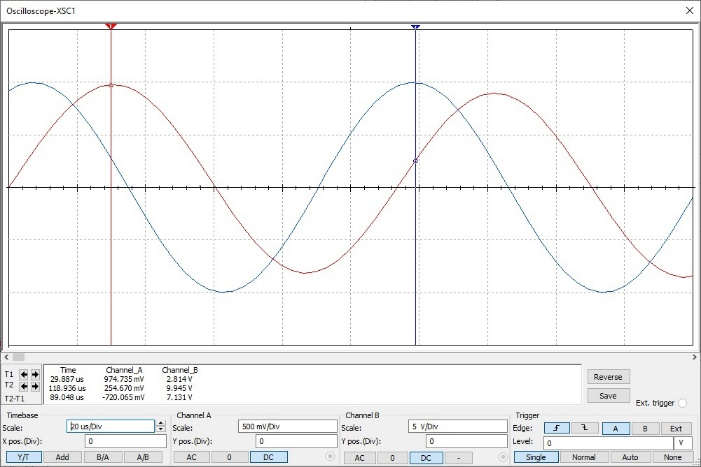 Oscilloscope-XSC1
1
2
T1
T2
T2-T1
Time Channel_A Channel_B
29.887 us 974.735 mV 2.814 V
118.936 us 254.670 mV 9.945 V
89.048 us -720.065 mV 7.131 V
Reverse
Save
Ext. trigger
Timebase
Scale: 20 us/Div
X pos.(Div): 0
Y/T Add B/A A/B
Channel A
Scale: 500 mV/Div
Y pos.(Div): 0
AC 0 DC
Channel B
Scale: 5 V/Div
Y pos.(Div): 0
AC 0 DC -
Trigger
Edge: A B Ext
Level: 0 V
Single Normal Auto None